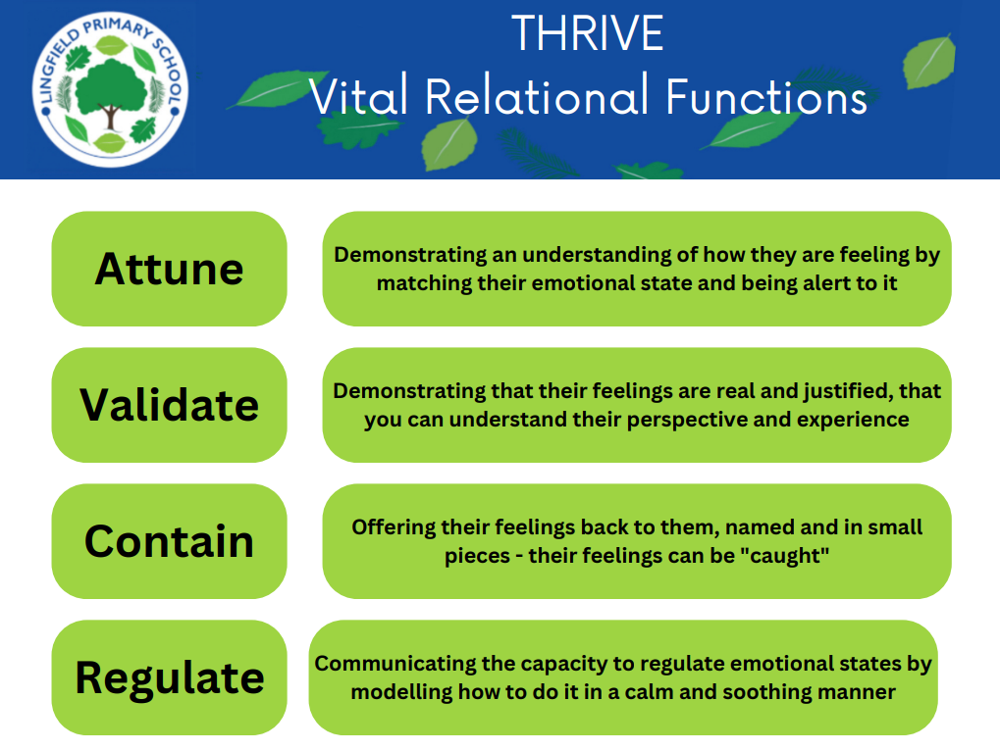 LINGFIELD PRIMARY SCHOOL
THRIVE
Vital Relational Functions
Attune
Demonstrating an understanding of how they are feeling by
matching their emotional state and being alert to it
Validate
Demonstrating that their feelings are real and justified, that
you can understand their perspective and experience
Contain
Offering their feelings back to them, named and in small
pieces - their feelings can be "caught"
Regulate
Communicating the capacity to regulate emotional states by
modelling how to do it in a calm and soothing manner